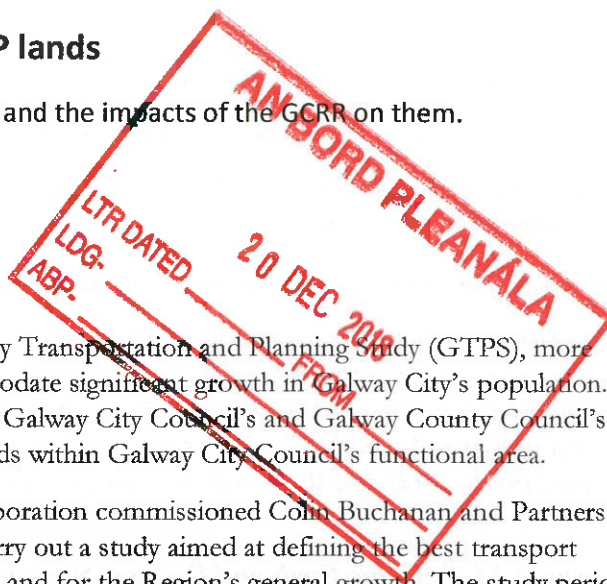 P lands
and the impacts of the GCRR on them.
AN BORD PLEANÁLA
LTR DATED FROM
LDG-
ABP-
20 DEC 2018
y Transportation and Planning Study (GTPS), more
odate significant growth in Galway City's population.
Galway City Council's and Galway County Council's
ds within Galway City Council's functional area.
poration commissioned Colin Buchanan and Partners
rry out a study aimed at defining the best transport
and for the Region's general growth. The study peri